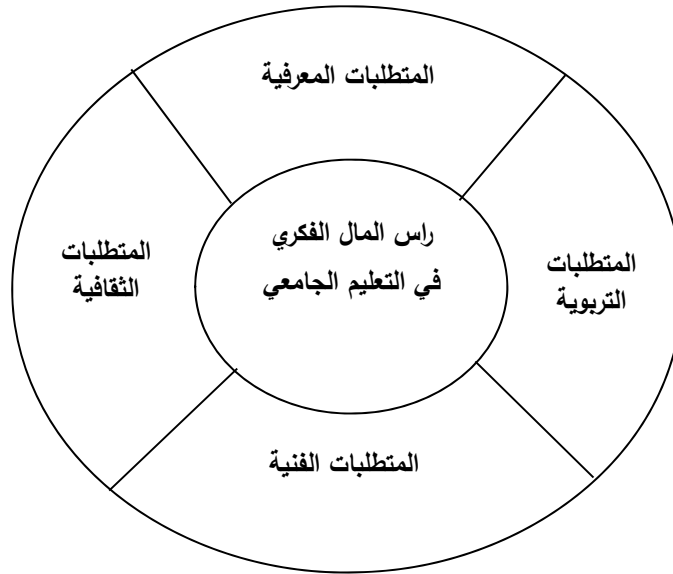 المتطلبات المعرفية
راس المال الفكري
في التعليم الجامعي
المتطلبات
التربوية
المتطلبات
الثقافية
المتطلبات الفنية